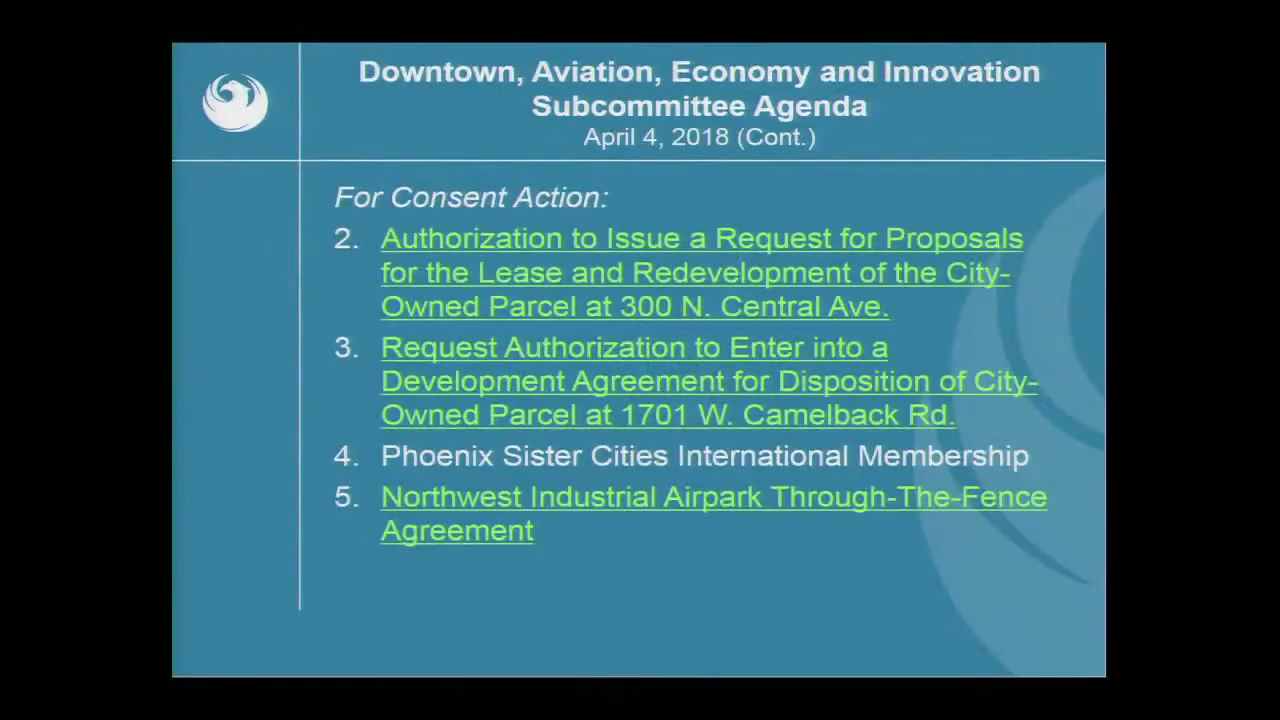 Downtown, Aviation, Economy and Innovation
Subcommittee Agenda
April 4, 2018 (Cont.)
For Consent Action:
2. Authorization to Issue a Request for Proposals
for the Lease and Redevelopment of the City-
Owned Parcel at 300 N. Central Ave.
3. Request Authorization to Enter into a
Development Agreement for Disposition of City-
Owned Parcel at 1701 W. Camelback Rd.
4. Phoenix Sister Cities International Membership
5. Northwest Industrial Airpark Through-The-Fence
Agreement